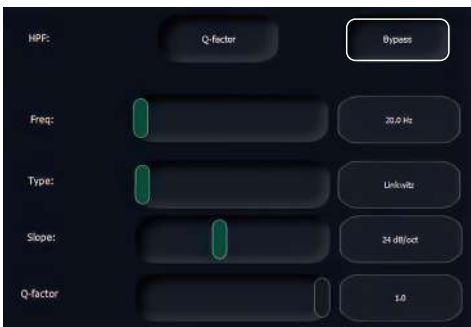 HPF: Q-factor Bypass
Freq: 20.0 Hz
Type: Linkwitz
Slope: 24 dB/oct
Q-factor 1.0